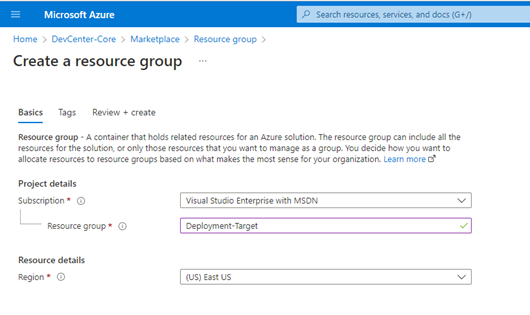 Microsoft Azure
Search resources, services, and docs (G+/)
Home > DevCenter-Core > Marketplace > Resource group >
Create a resource group ...
Basics Tags Review + create
Resource group - A container that holds related resources for an Azure solution. The resource group can include all the
resources for the solution, or only those resources that you want to manage as a group. You decide how you want to
allocate resources to resource groups based on what makes the most sense for your organization. Learn more
Project details
Subscription * Visual Studio Enterprise with MSDN
Resource group * Deployment-Target
Resource details
Region * (US) East US